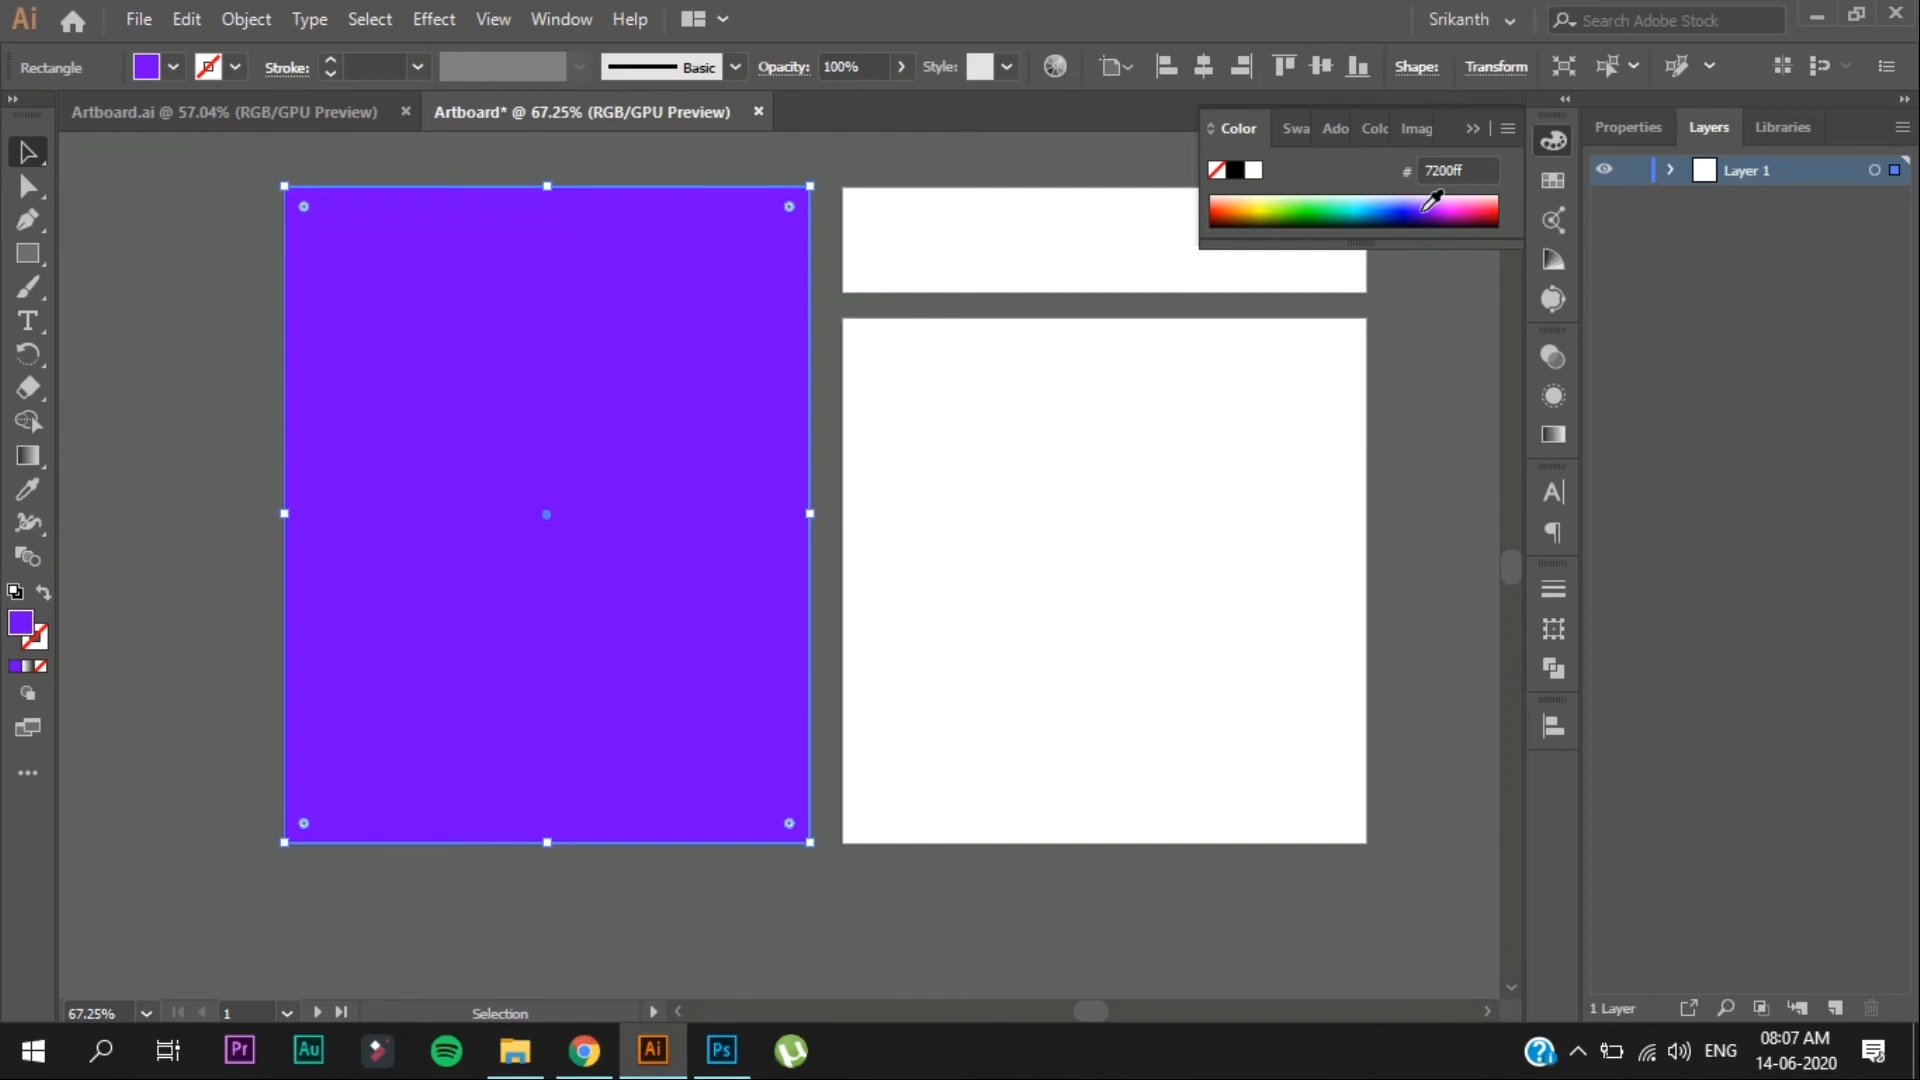 Ai File Edit Object Type Select Effect View Window Help Srikanth Search Adobe Stock
Rectangle Stroke: Basic Opacity: 100% Style: Shape: Transform
Artboard.ai @ 57.04% (RGB/GPU Preview) × Artboard* @ 67.25% (RGB/GPU Preview) ×
Color Swa Ado Colc Imag Properties Layers Libraries
# 7200ff Layer 1
67.25% 1 Selection 1 Layer
Pr Au Ai Ps ENG 08:07 AM
14-06-2020